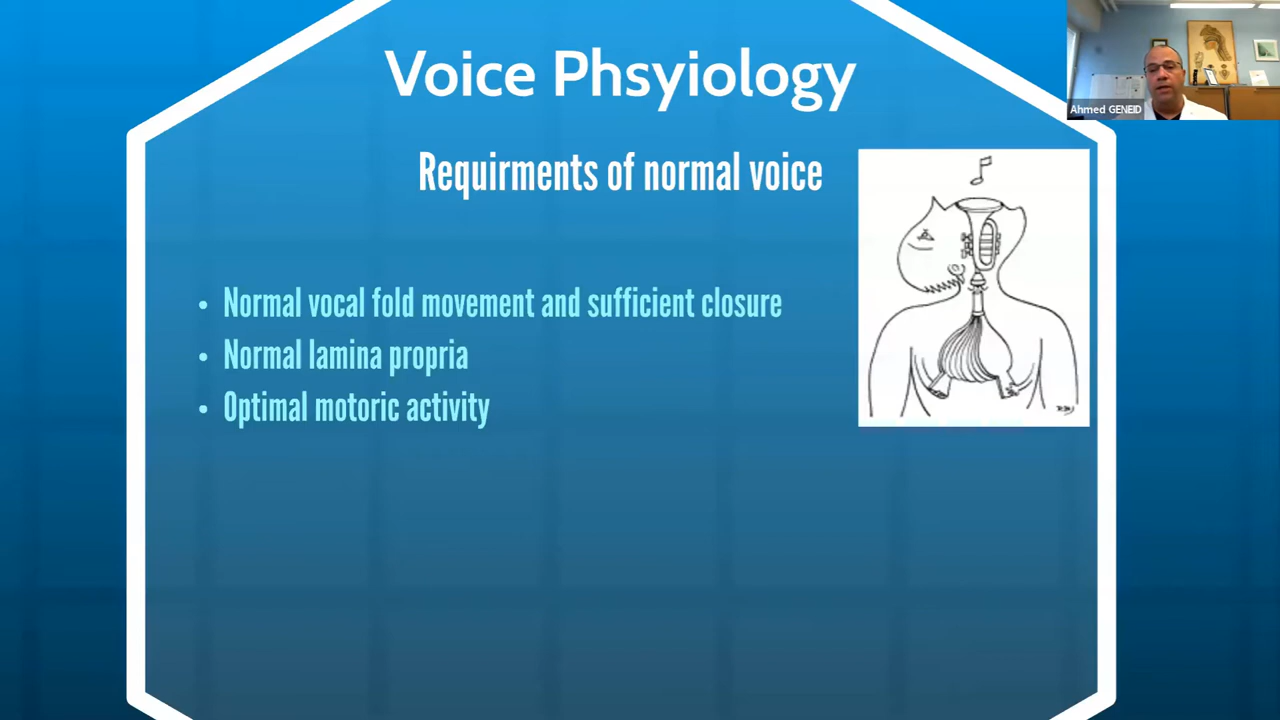 Voice Phsyiology
Ahmed GENEID
Requirments of normal voice
• Normal vocal fold movement and sufficient closure
• Normal lamina propria
• Optimal motoric activity